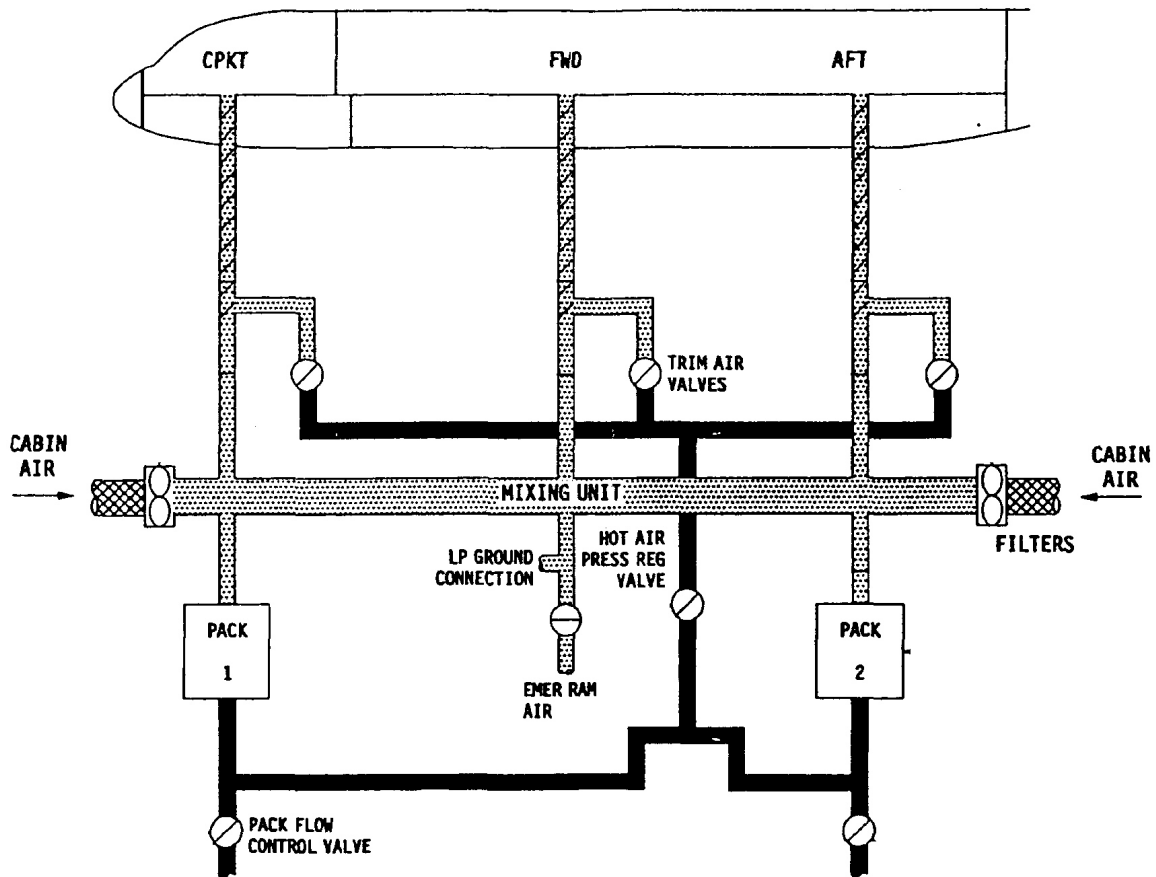 CPKT
FWD
AFT
TRIM AIR
VALVES
CABIN
AIR
CABIN
AIR
MIXING UNIT
FILTERS
LP GROUND
CONNECTION
HOT AIR
PRESS REG
VALVE
PACK
1
PACK
2
EMER RAM
AIR
PACK FLOW
CONTROL VALVE